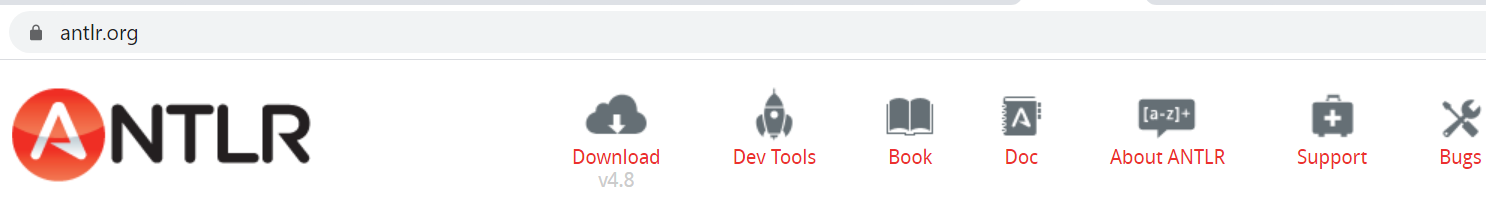 antlr.org
ANTLR
[a-z]+
Download Dev Tools Book Doc About ANTLR Support Bugs
v4.8